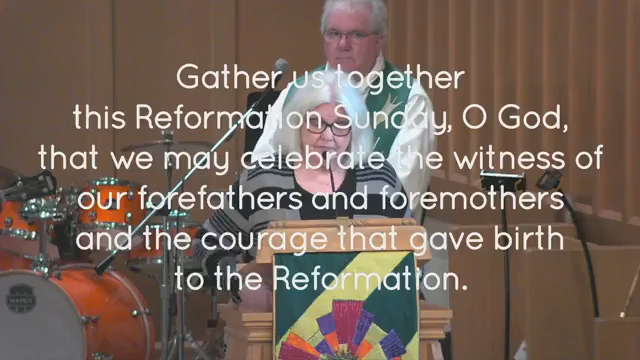 Gather us together
this Reformation Sunday, O God,
that we may celebrate the witness of
our forefathers and foremothers
and the courage that gave birth
to the Reformation.
MAPEX